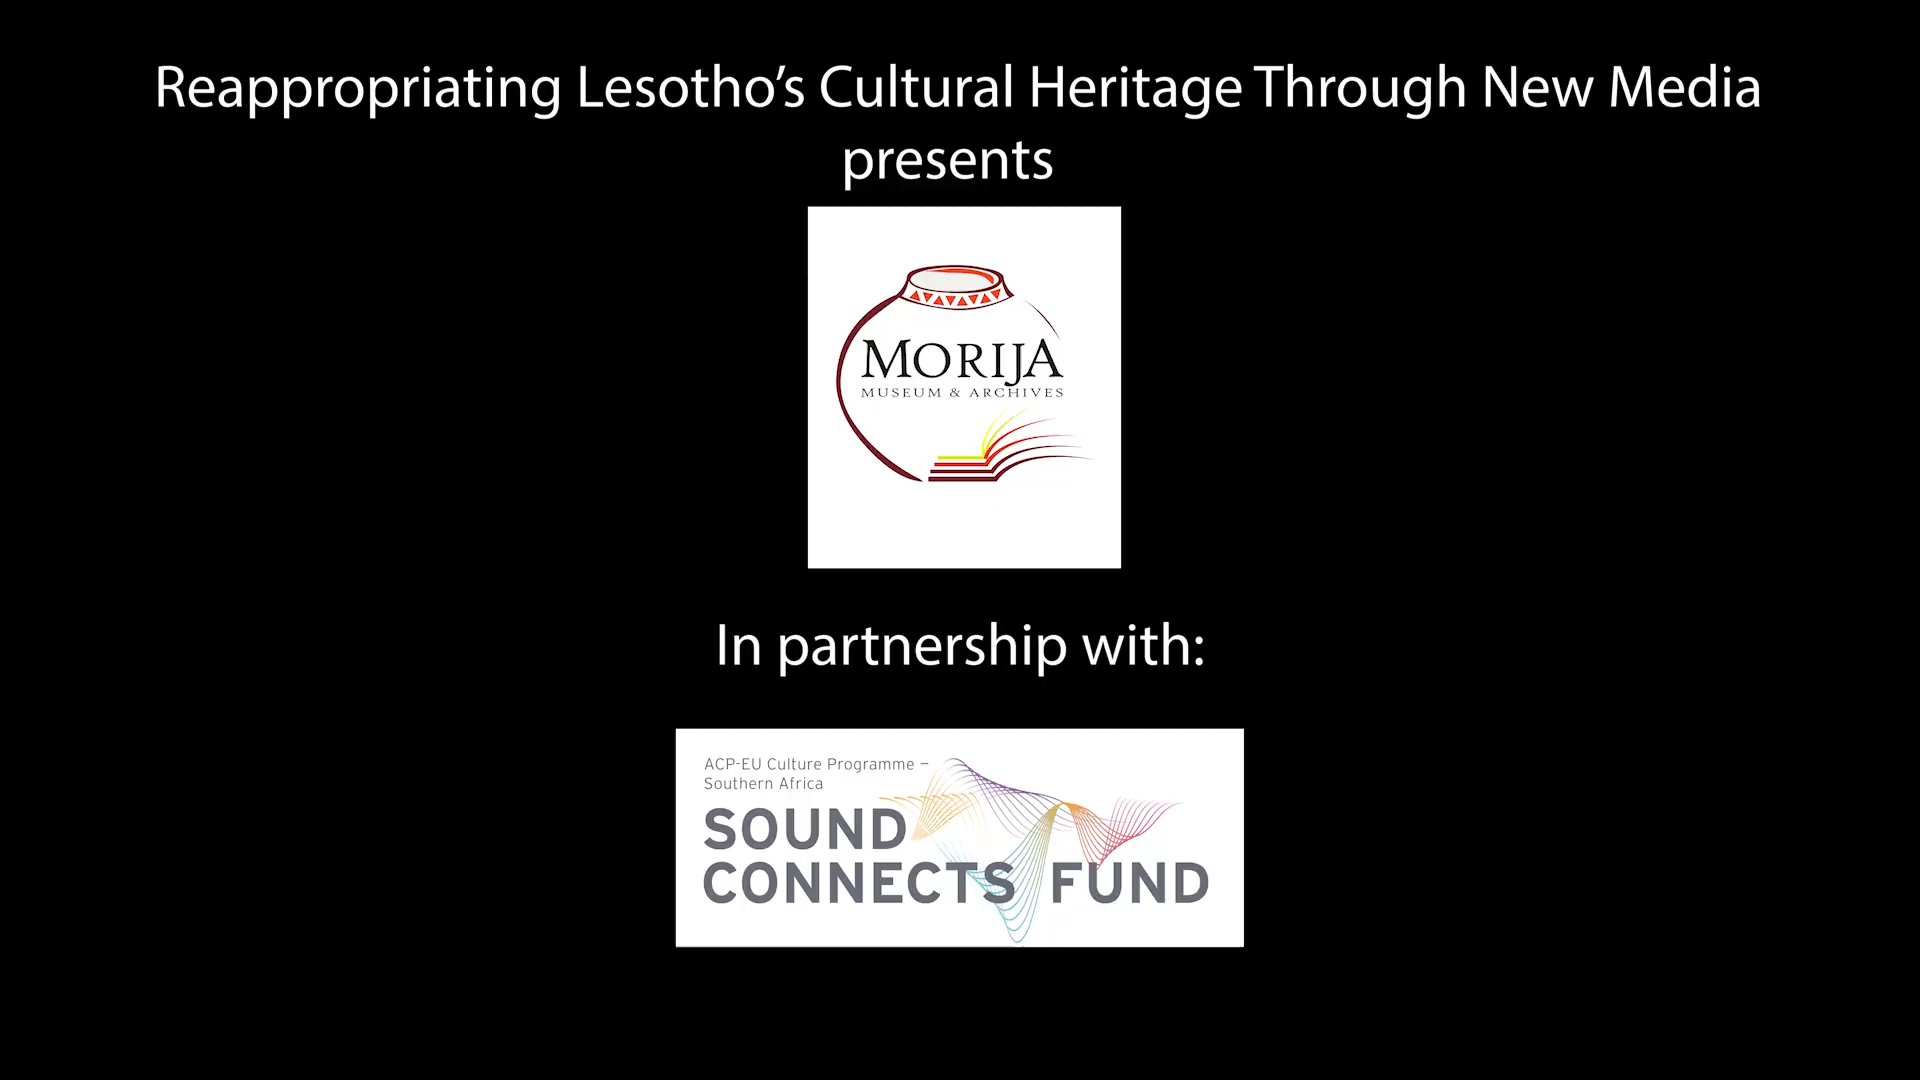 Reappropriating Lesotho’s Cultural Heritage Through New Media
presents
MORIJA
MUSEUM & ARCHIVES
In partnership with:
ACP-EU Culture Programme –
Southern Africa
SOUND
CONNECTS FUND